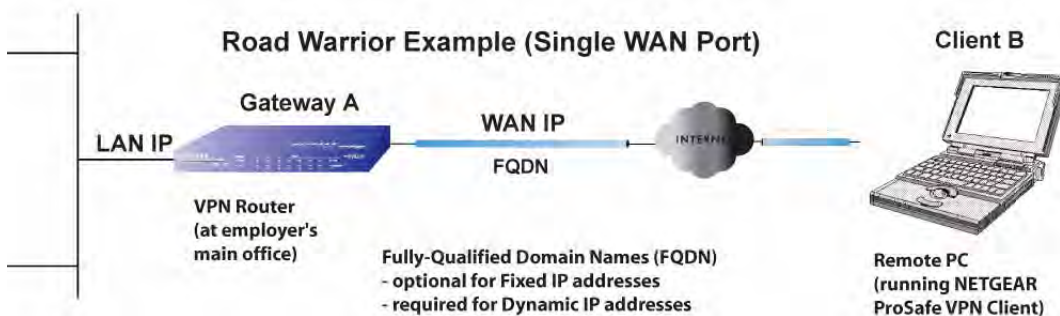 Road Warrior Example (Single WAN Port)
Client B
Gateway A
LAN IP
WAN IP
FQDN
INTERNE
VPN Router
(at employer's
main office)
Fully-Qualified Domain Names (FQDN)
- optional for Fixed IP addresses
- required for Dynamic IP addresses
Remote PC
(running NETGEAR
ProSafe VPN Client)